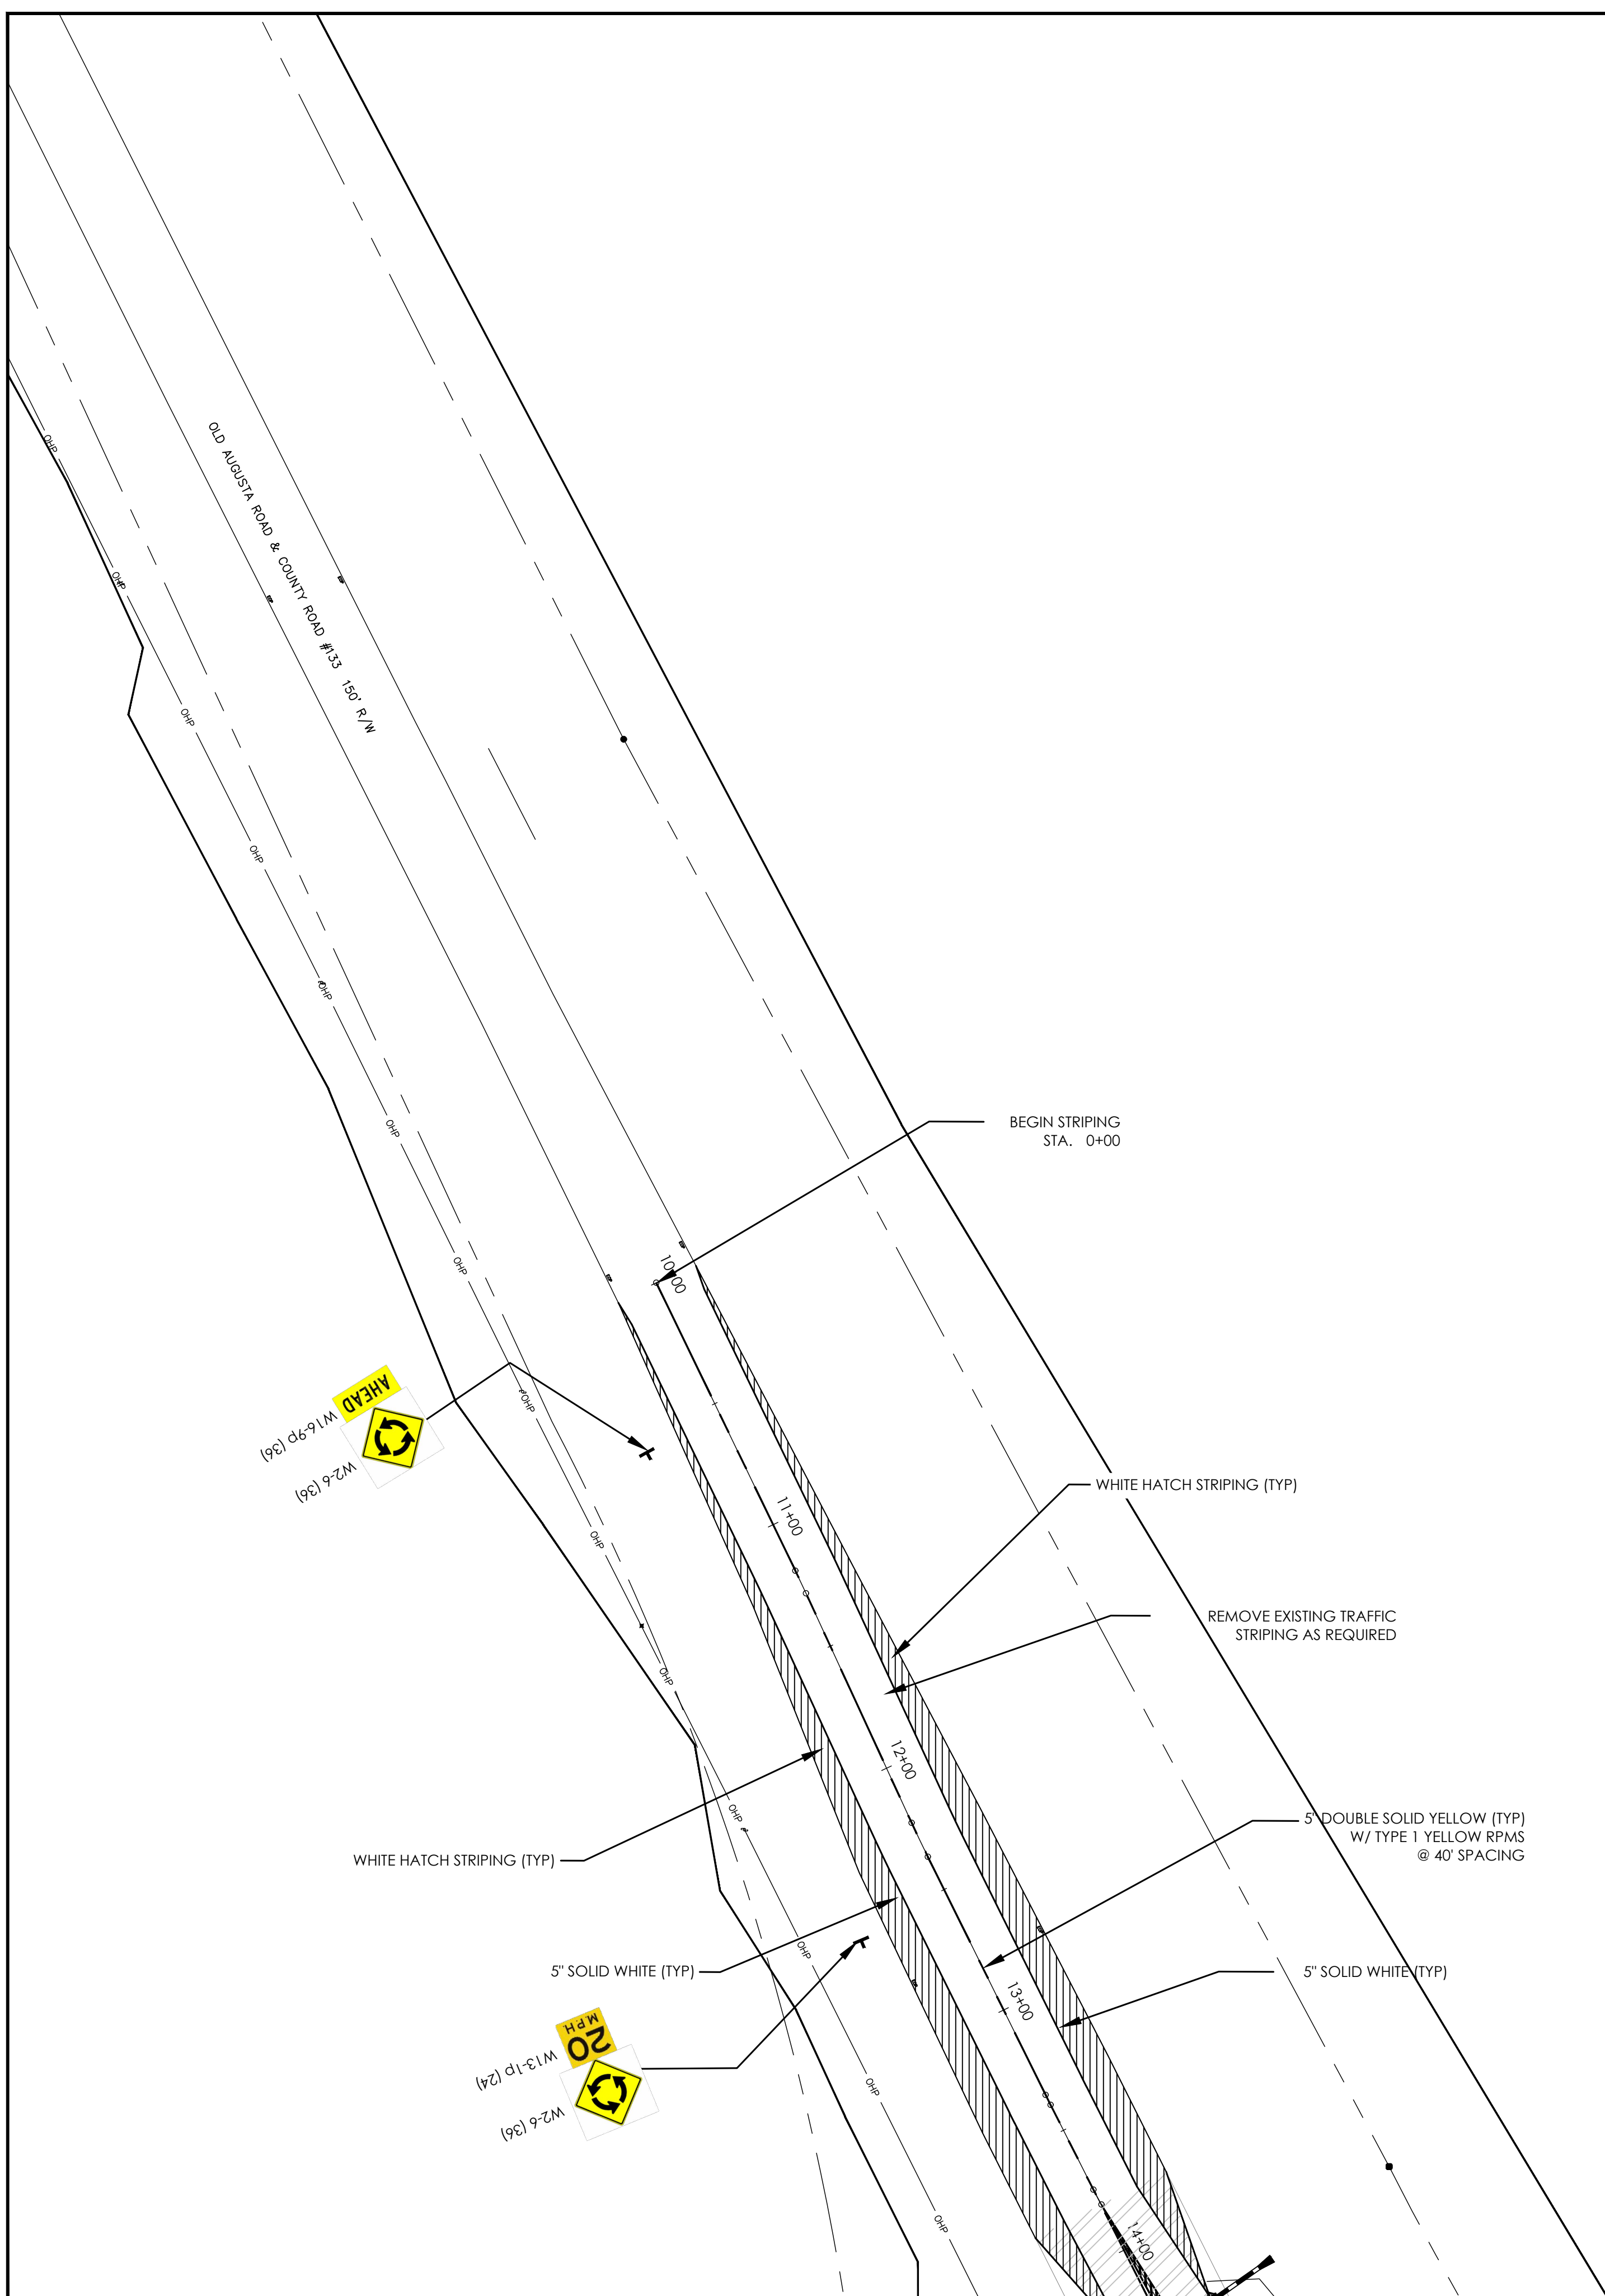 OHP
OHP
OLD AUGUSTA ROAD & COUNTY ROAD #133 150' R/W
OHP
OHP
OHP
OHP
BEGIN STRIPING
STA. 0+00
OHP
10+00
AHEAD
W16-9p (36)
W2-6 (36)
OHP
WHITE HATCH STRIPING (TYP)
11+00
OHP
REMOVE EXISTING TRAFFIC
STRIPING AS REQUIRED
OHP
12+00
OHP
5" DOUBLE SOLID YELLOW (TYP)
W/ TYPE 1 YELLOW RPMS
@ 40' SPACING
WHITE HATCH STRIPING (TYP)
OHP
5" SOLID WHITE (TYP)
5" SOLID WHITE (TYP)
13+00
20
M.P.H.
W13-1p (24)
W2-6 (36)
OHP
OHP
14+00